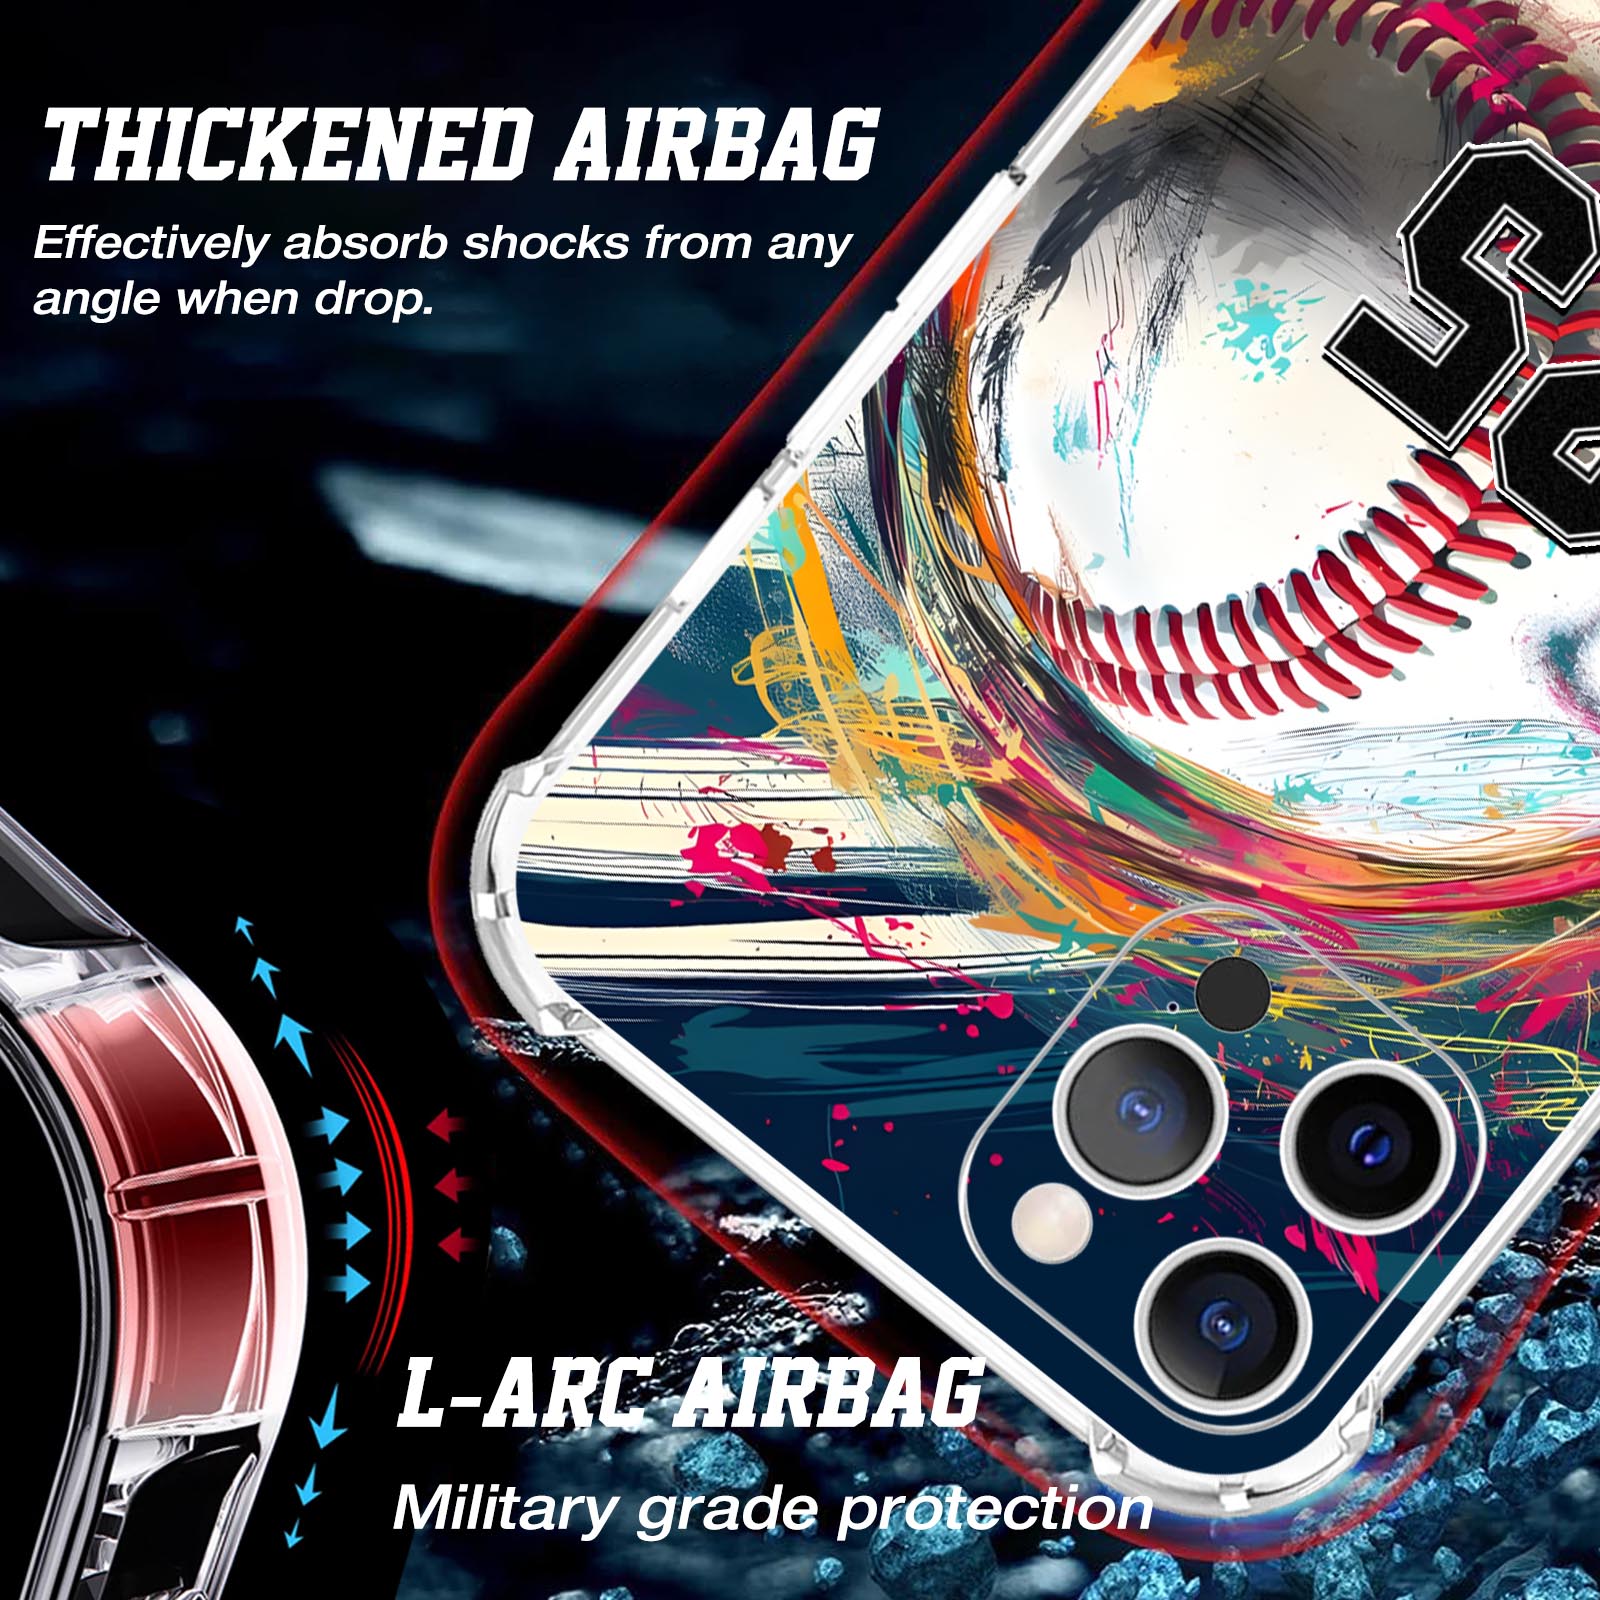 THICKENED AIRBAG
Effectively absorb shocks from any
angle when drop.
L-ARC AIRBAG
Military grade protection